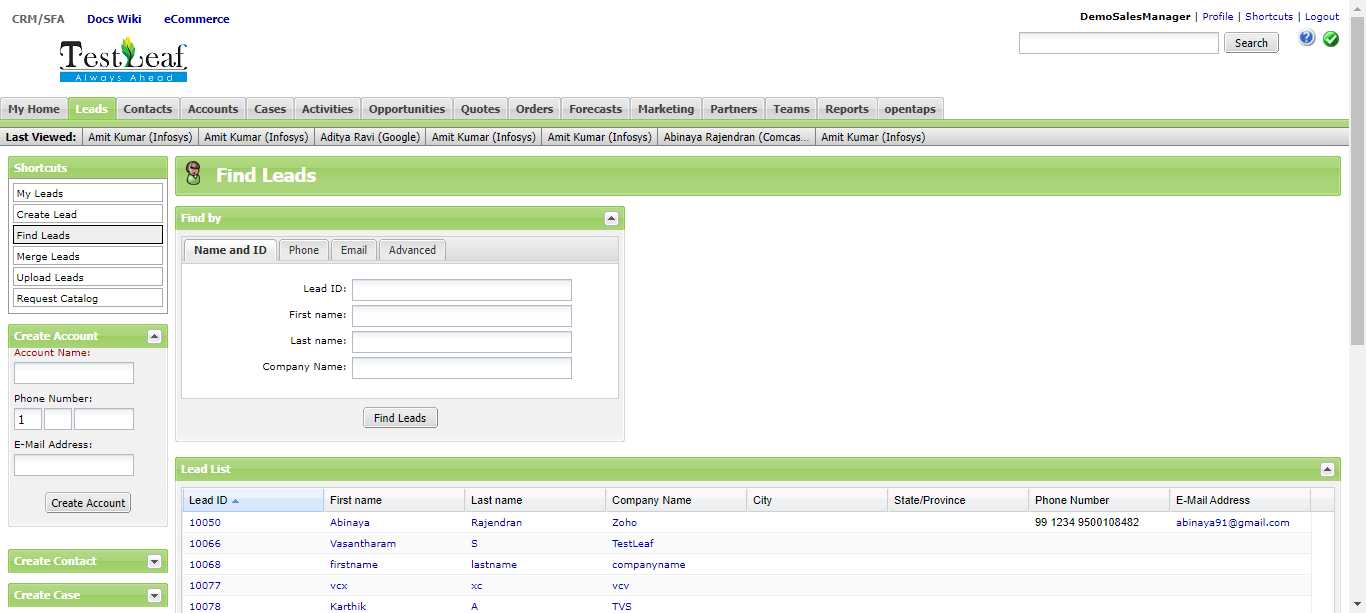 CRM/SFA Docs Wiki eCommerce
DemoSalesManager | Profile | Shortcuts | Logout
Search
TestLeaf
Always Ahead
My Home Leads Contacts Accounts Cases Activities Opportunities Quotes Orders Forecasts Marketing Partners Teams Reports opentaps
Last Viewed: Amit Kumar (Infosys) Amit Kumar (Infosys) Aditya Ravi (Google) Amit Kumar (Infosys) Amit Kumar (Infosys) Abinaya Rajendran (Comcas... Amit Kumar (Infosys)
Shortcuts
My Leads
Create Lead
Find Leads
Merge Leads
Upload Leads
Request Catalog
Create Account
Account Name:
Phone Number:
1
E-Mail Address:
Create Account
Create Contact
Create Case
Find Leads
Find by
Name and ID Phone Email Advanced
Lead ID:
First name:
Last name:
Company Name:
Find Leads
Lead List
Lead ID First name Last name Company Name City State/Province Phone Number E-Mail Address
10050 Abinaya Rajendran Zoho 99 1234 9500108482 abinaya91@gmail.com
10066 Vasantharam S TestLeaf
10068 firstname lastname companyname
10077 vcx xc vcv
10078 Karthik A TVS